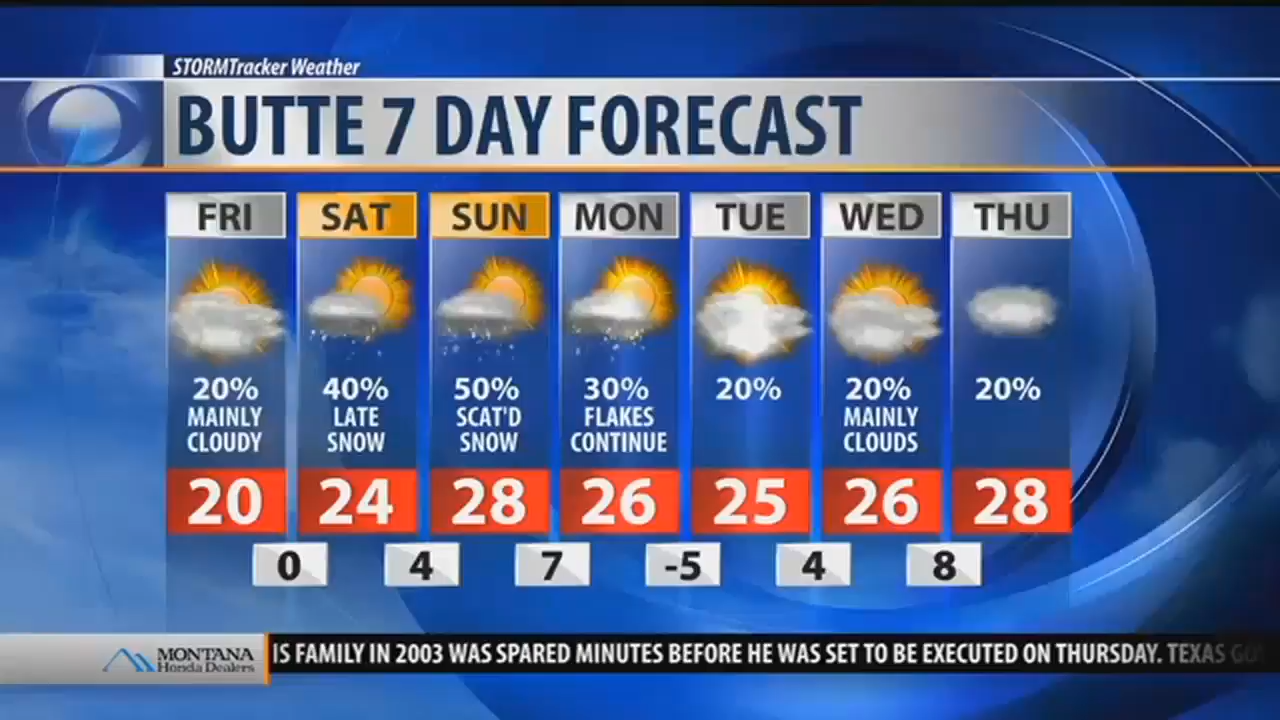 STORMTracker Weather
BUTTE 7 DAY FORECAST
FRI SAT SUN MON TUE WED THU
20% 40% 50% 30% 20% 20% 20%
MAINLY LATE SCAT'D FLAKES MAINLY
CLOUDY SNOW SNOW CONTINUE CLOUDS
20 24 28 26 25 26 28
0 4 7 -5 4 8
MONTANA
Honda Dealers
IS FAMILY IN 2003 WAS SPARED MINUTES BEFORE HE WAS SET TO BE EXECUTED ON THURSDAY. TEXAS